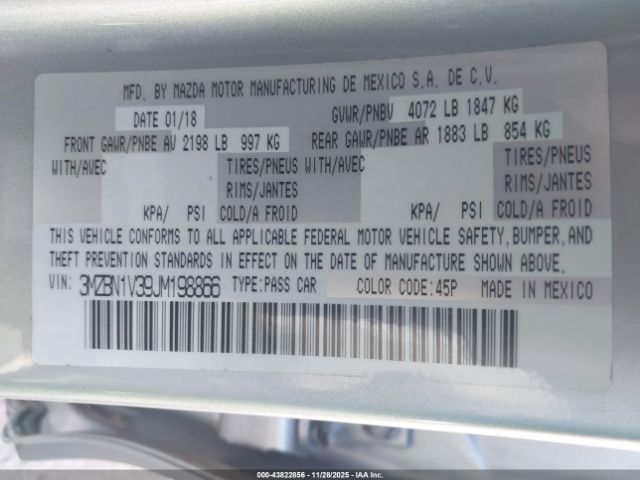 MFD. BY MAZDA MOTOR MANUFACTURING DE MEXICO S.A. DE C.V.
DATE 01/18 GVWR/PNBV 4072 LB 1847 KG
FRONT GAWR/PNBE AV 2198 LB 997 KG REAR GAWR/PNBE AR 1883 LB 854 KG
WITH/AVEC TIRES/PNEUS WITH/AVEC TIRES/PNEUS
RIMS/JANTES RIMS/JANTES
KPA/ PSI COLD/A FROID KPA/ PSI COLD/A FROID
THIS VEHICLE CONFORMS TO ALL APPLICABLE FEDERAL MOTOR VEHICLE SAFETY, BUMPER, AND
THEFT PREVENTION STANDARDS IN EFFECT ON THE DATE OF MANUFACTURE SHOWN ABOVE.
VIN: 3MZBN1V39JM198866 TYPE:PASS CAR COLOR CODE:45P MADE IN MEXICO
000-43822856 - 11/28/2025 - IAAI.COM